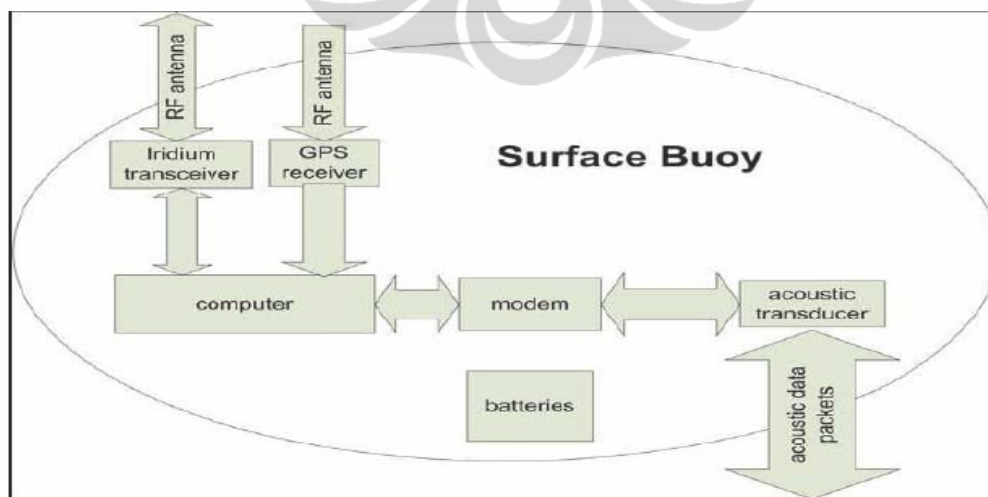 RF antenna
RF antenna
Iridium
transceiver
GPS
receiver
Surface Buoy
computer
modem
acoustic
transducer
batteries
acoustic data
packets